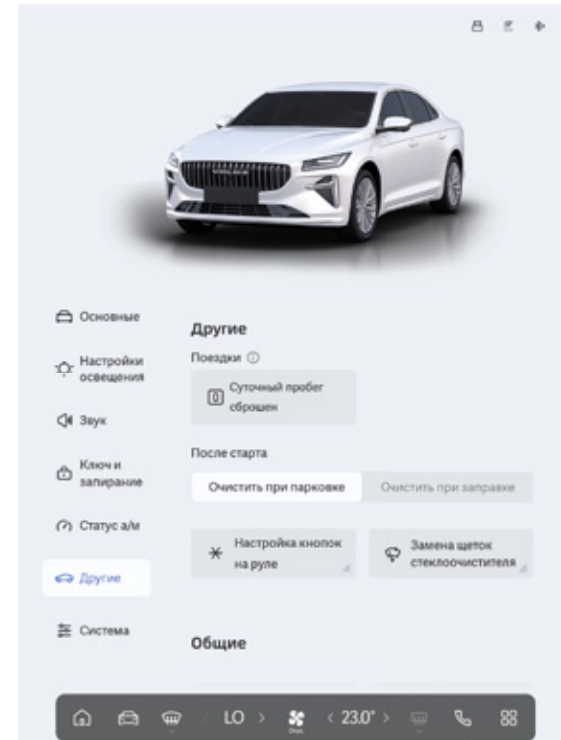 Основные
Настройки
освещения
Звук
Ключ и
запирание
Статус а/м
Другие
Система
Другие
Поездки
Суточный пробег
сброшен
После старта
Очистить при парковке
Очистить при заправке
Настройка кнопок
на руле
Замена щеток
стеклоочистителя
Общие
LO
23.0°